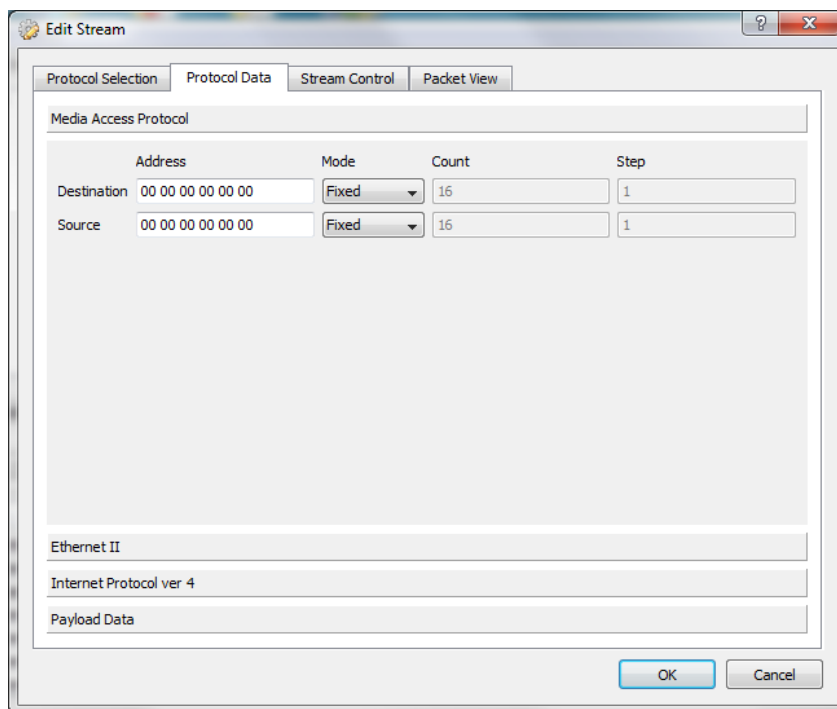 Edit Stream
Protocol Selection Protocol Data Stream Control Packet View
Media Access Protocol
Address Mode Count Step
Destination 00 00 00 00 00 00 Fixed 16 1
Source 00 00 00 00 00 00 Fixed 16 1
Ethernet II
Internet Protocol ver 4
Payload Data
OK Cancel